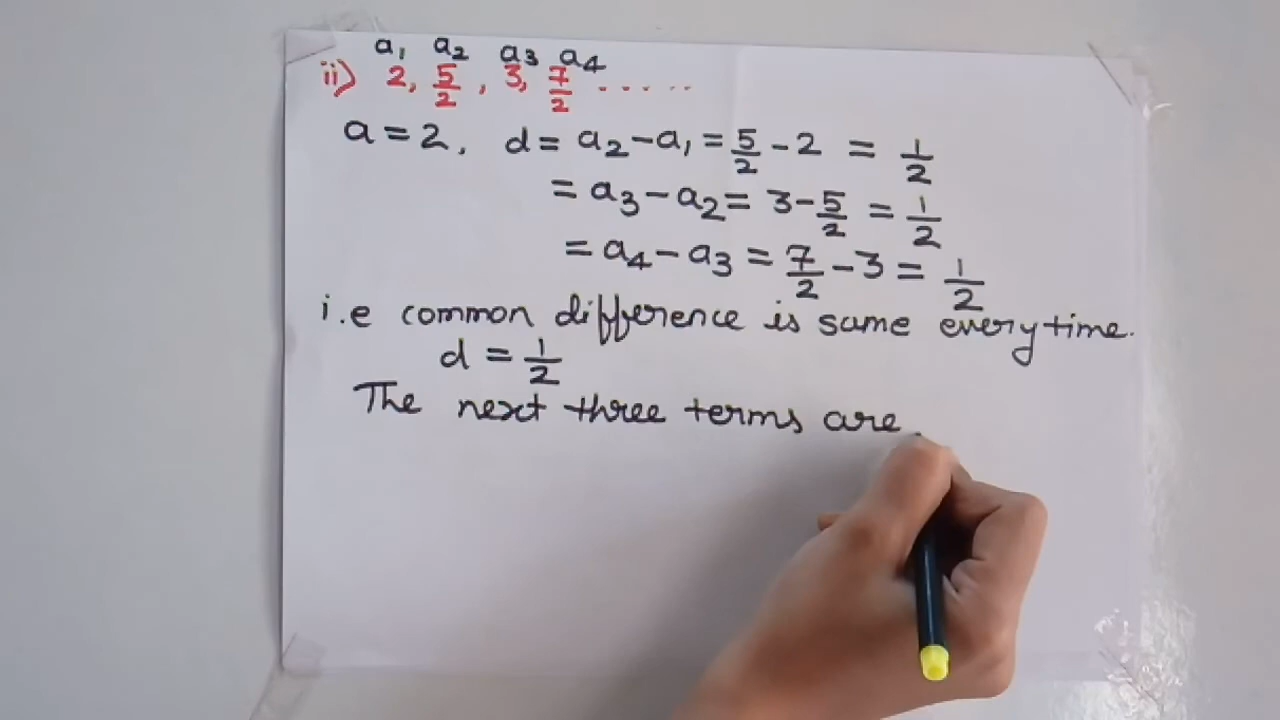 a₁ a₂ a₃ a₄
ii) 2, 5/2, 3, 7/2 .....
a = 2, d = a₂ - a₁ = 5/2 - 2 = 1/2
= a₃ - a₂ = 3 - 5/2 = 1/2
= a₄ - a₃ = 7/2 - 3 = 1/2
i.e common difference is same every time.
d = 1/2
The next three terms are